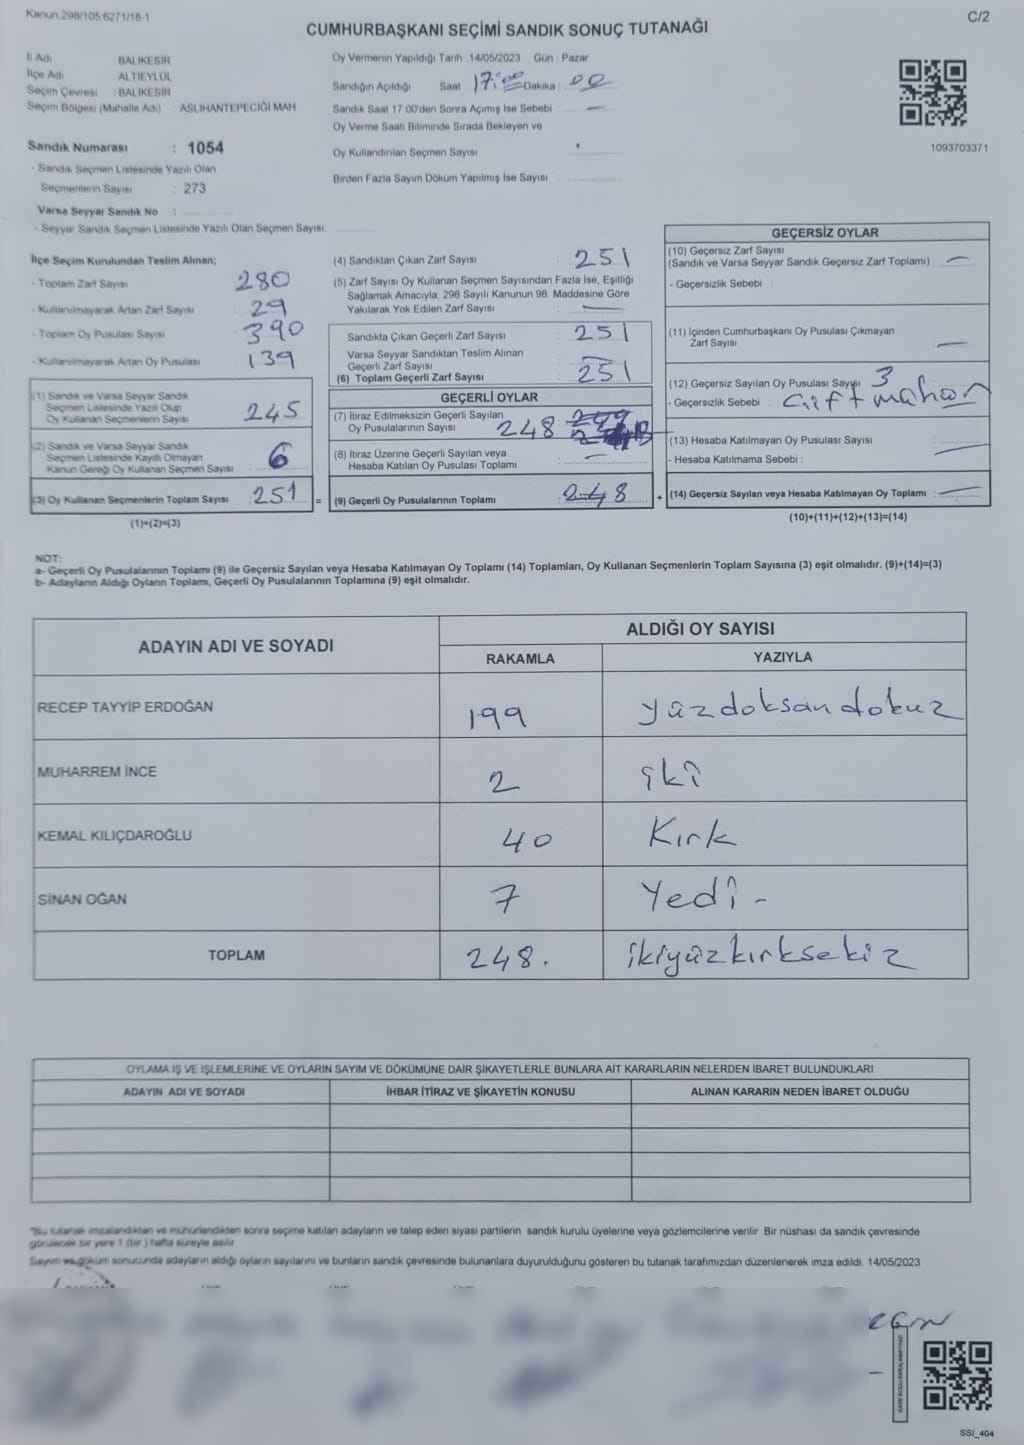 Kanun.298/105.6271/18-1
C/2
CUMHURBAŞKANI SEÇİMİ SANDIK SONUÇ TUTANAĞI
İl Adı BALIKESİR
İlçe Adı ALTIEYLÜL
Seçim Çevresi : BALIKESİR
Seçim Bölgesi (Mahalle Adı) ASLIHANTEPECİĞİ MAH
Sandık Numarası : 1054
- Sandık Seçmen Listesinde Yazılı Olan
Seçmenlerin Sayısı : 273
Varsa Seyyar Sandık No :
- Seyyar Sandık Seçmen Listesinde Yazılı Olan Seçmen Sayısı:
Oy Vermenin Yapıldığı Tarih :14/05/2023 Gün : Pazar
Sandığın Açıldığı Saat 17:00 Dakika : 00
Sandık Saat 17:00'den Sonra Açımış İse Sebebi —
Oy Verme Saati Bitiminde Sırada Bekleyen ve
Oy Kullandırılan Seçmen Sayısı
Birden Fazla Sayım Döküm Yapılmış İse Sayısı
1093703371
İlçe Seçim Kurulundan Teslim Alınan;
- Toplam Zarf Sayısı 280
- Kullanılmayarak Artan Zarf Sayısı 29
- Toplam Oy Pusulası Sayısı 390
- Kullanılmayarak Artan Oy Pusulası 139
(1) Sandık ve Varsa Seyyar Sandık
Seçmen Listesinde Yazılı Olup
Oy Kullanan Seçmenlerin Sayısı 245
(2) Sandık ve Varsa Seyyar Sandık
Seçmen Listesinde Kayıtlı Olmayan
Kanun Gereği Oy Kullanan Seçmen Sayısı 6
(3) Oy Kullanan Seçmenlerin Toplam Sayısı 251 =
(1)+(2)=(3)
(4) Sandıktan Çıkan Zarf Sayısı 251
(5) Zarf Sayısı Oy Kullanan Seçmen Sayısından Fazla İse, Eşitliği
Sağlamak Amacıyla, 298 Sayılı Kanunun 98. Maddesine Göre
Yakılarak Yok Edilen Zarf Sayısı —
Sandıkta Çıkan Geçerli Zarf Sayısı 251
Varsa Seyyar Sandıktan Teslim Alınan
Geçerli Zarf Sayısı —
(6) Toplam Geçerli Zarf Sayısı 251
GEÇERLİ OYLAR
(7) İtiraz Edilmeksizin Geçerli Sayılan
Oy Pusulalarının Sayısı 248
(8) İtiraz Üzerine Geçerli Sayılan veya
Hesaba Katılan Oy Pusulası Toplamı —
(9) Geçerli Oy Pusulalarının Toplamı 248 +
GEÇERSİZ OYLAR
(10) Geçersiz Zarf Sayısı
(Sandık ve Varsa Seyyar Sandık Geçersiz Zarf Toplamı) —
- Geçersizlik Sebebi :
(11) İçinden Cumhurbaşkanı Oy Pusulası Çıkmayan
Zarf Sayısı —
(12) Geçersiz Sayılan Oy Pusulası Sayısı 3
- Geçersizlik Sebebi :
(13) Hesaba Katılmayan Oy Pusulası Sayısı
- Hesaba Katılmama Sebebi : —
(14) Geçersiz Sayılan veya Hesaba Katılmayan Oy Toplamı : —
(10)+(11)+(12)+(13)=(14)
NOT:
a- Geçerli Oy Pusulalarının Toplamı (9) ile Geçersiz Sayılan veya Hesaba Katılmayan Oy Toplamı (14) Toplamları, Oy Kullanan Seçmenlerin Toplam Sayısına (3) eşit olmalıdır. (9)+(14)=(3)
b- Adayların Aldığı Oyların Toplamı, Geçerli Oy Pusulalarının Toplamına (9) eşit olmalıdır.
ADAYIN ADI VE SOYADI
ALDIĞI OY SAYISI
RAKAMLA YAZIYLA
RECEP TAYYİP ERDOĞAN 199 yüzdoksandokuz
MUHARREM İNCE 2 iki
KEMAL KILIÇDAROĞLU 40 Kırk
SİNAN OĞAN 7 Yedi -
TOPLAM 248. ikiyüzkırksekiz
OYLAMA İŞ VE İŞLEMLERİNE VE OYLARIN SAYIM VE DÖKÜMÜNE DAİR ŞİKAYETLERLE BUNLARA AİT KARARLARIN NELERDEN İBARET BULUNDUKLARI
ADAYIN ADI VE SOYADI İHBAR İTİRAZ VE ŞİKAYETİN KONUSU ALINAN KARARIN NEDEN İBARET OLDUĞU
*Bu tutanak imzalandıktan ve mühürlendikten sonra seçime katılan adayların ve talep eden siyasi partilerin sandık kurulu üyelerine veya gözlemcilerine verilir. Bir nüshası da sandık çevresinde
görülecek bir yere 1 (bir ) hafta süreyle asılır.
Sayım ve döküm sonucunda adayların aldığı oyların sayılarını ve bunların sandık çevresinde bulunanlara duyurulduğunu gösteren bu tutanak tarafımızdan düzenlenerek imza edildi. 14/05/2023
SSI_404